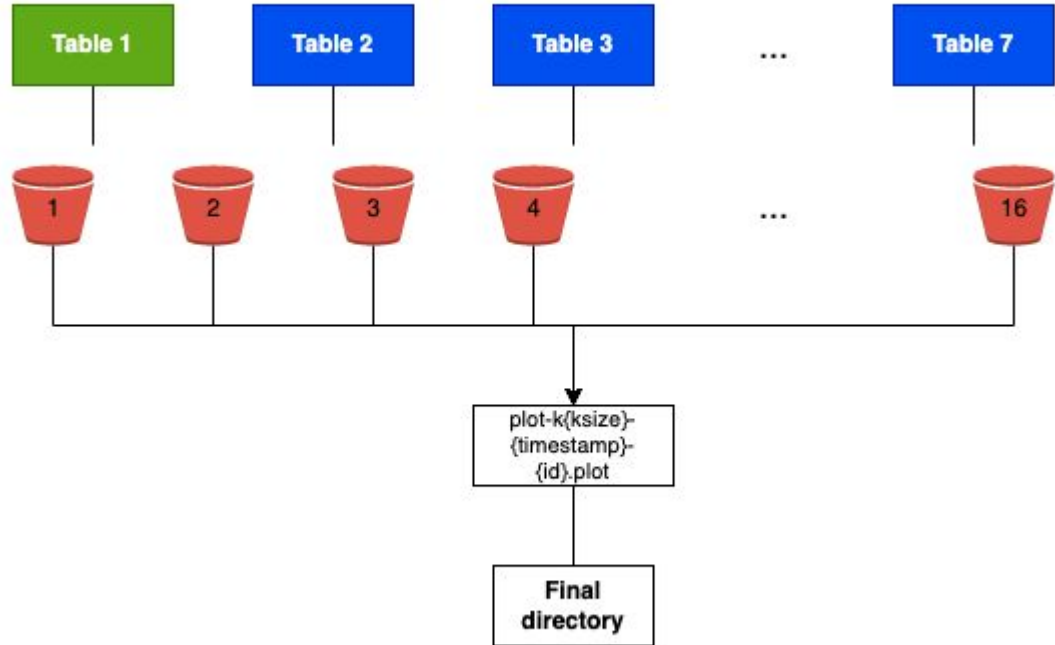 Table 1
Table 2
Table 3
...
Table 7
1
2
3
4
...
16
plot-k{ksize}-
{timestamp}-
{id}.plot
Final
directory